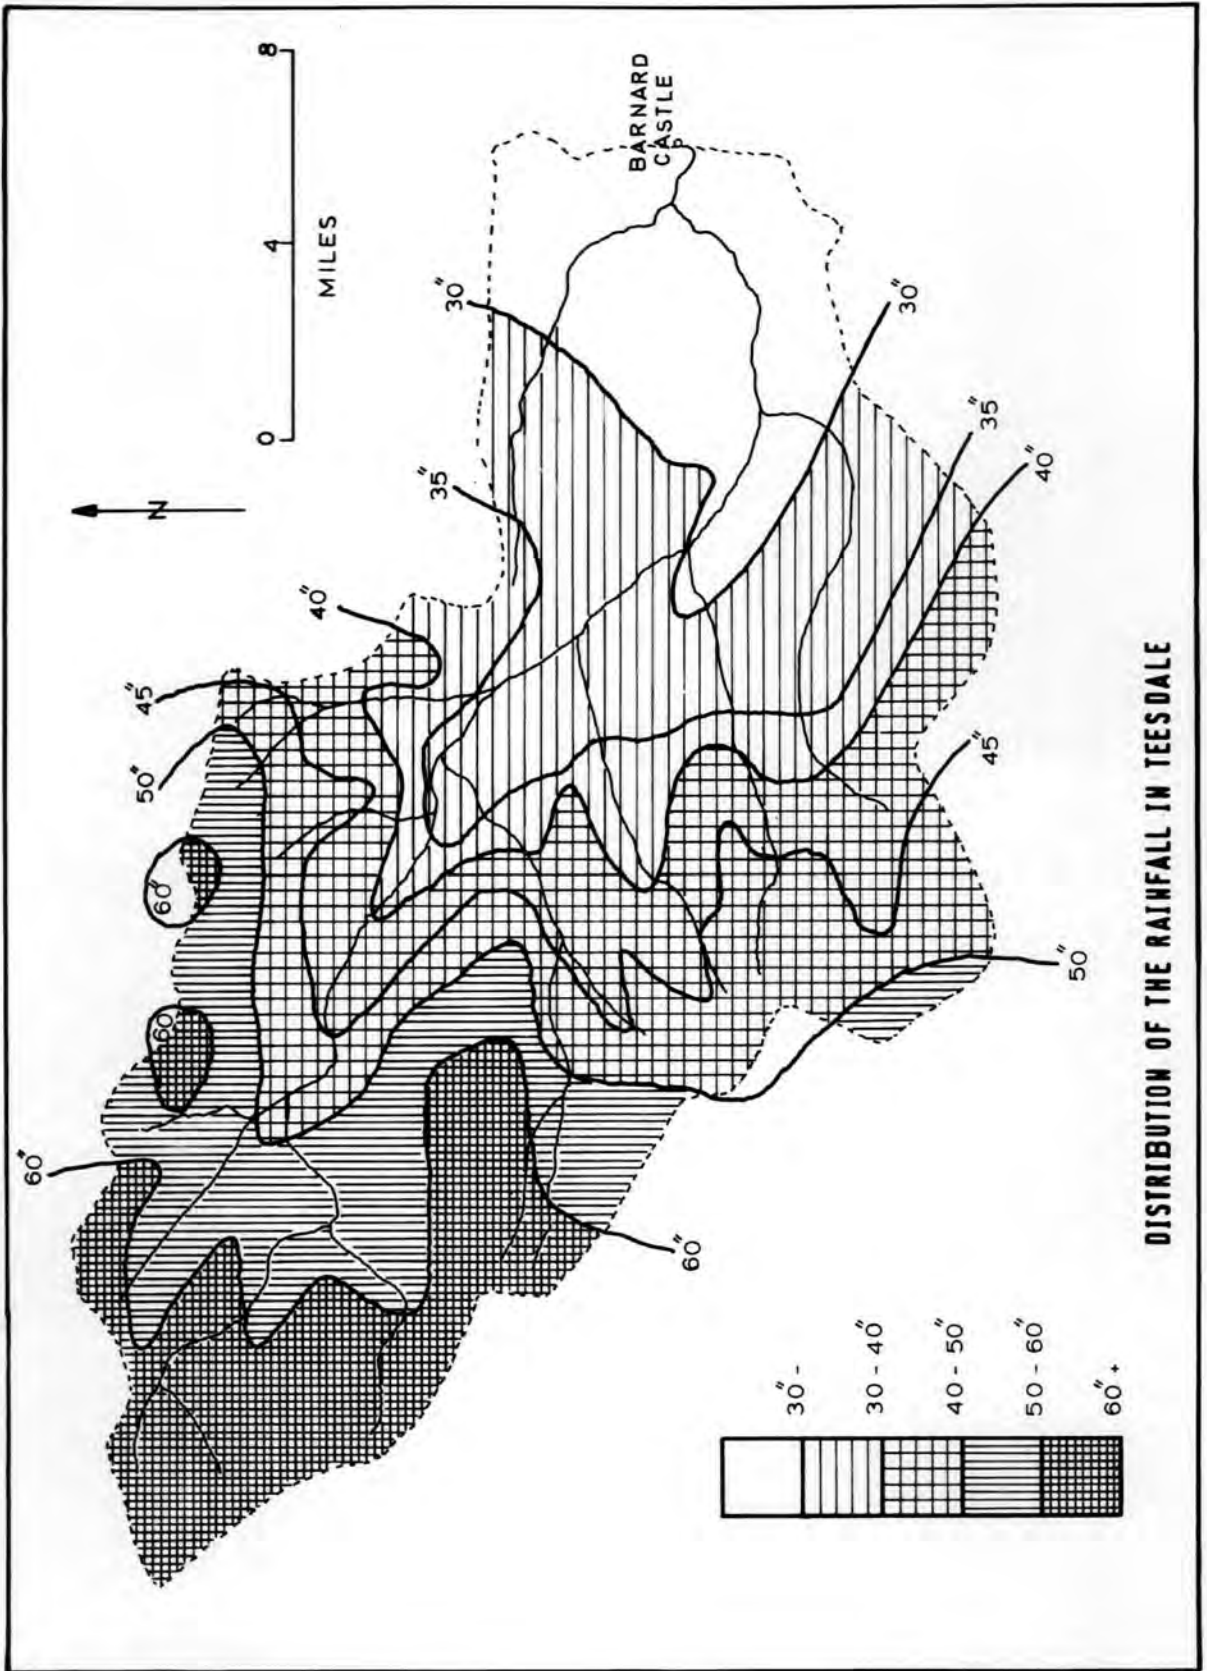 60"
50"
45"
60"
60
N
0 4 8
MILES
40"
35"
30"
BARNARD
CASTLE
60"
30"
35"
45"
40"
50"
30" -
30 - 40"
40 - 50"
50 - 60"
60" +
DISTRIBUTION OF THE RAINFALL IN TEESDALE